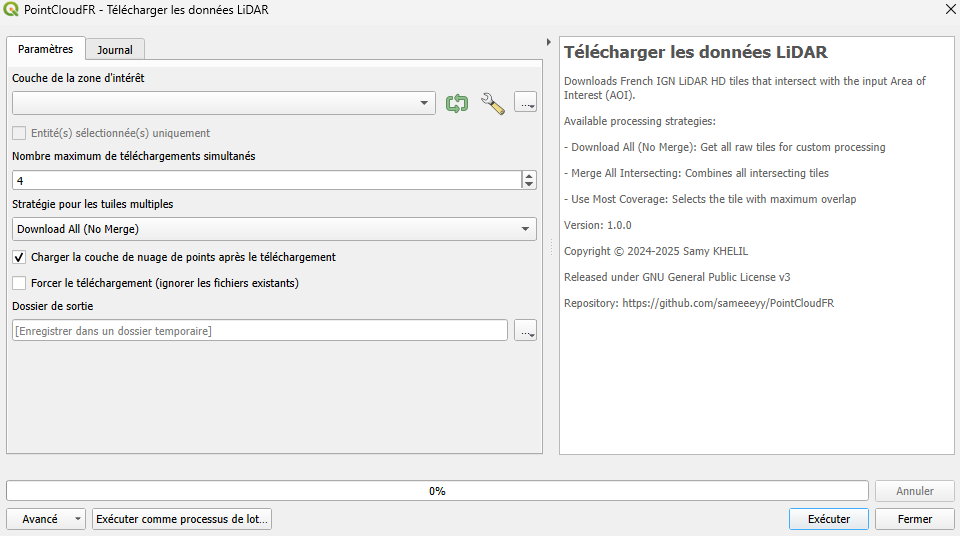 PointCloudFR - Télécharger les données LiDAR
Paramètres
Journal
Couche de la zone d'intérêt
...
Entité(s) sélectionnée(s) uniquement
Nombre maximum de téléchargements simultanés
4
Stratégie pour les tuiles multiples
Download All (No Merge)
Charger la couche de nuage de points après le téléchargement
Forcer le téléchargement (ignorer les fichiers existants)
Dossier de sortie
[Enregistrer dans un dossier temporaire]
...
Télécharger les données LiDAR
Downloads French IGN LiDAR HD tiles that intersect with the input Area of
Interest (AOI).
Available processing strategies:
- Download All (No Merge): Get all raw tiles for custom processing
- Merge All Intersecting: Combines all intersecting tiles
- Use Most Coverage: Selects the tile with maximum overlap
Version: 1.0.0
Copyright © 2024-2025 Samy KHELIL
Released under GNU General Public License v3
Repository: https://github.com/sameeeyy/PointCloudFR
0%
Annuler
Avancé
Exécuter comme processus de lot...
Exécuter
Fermer